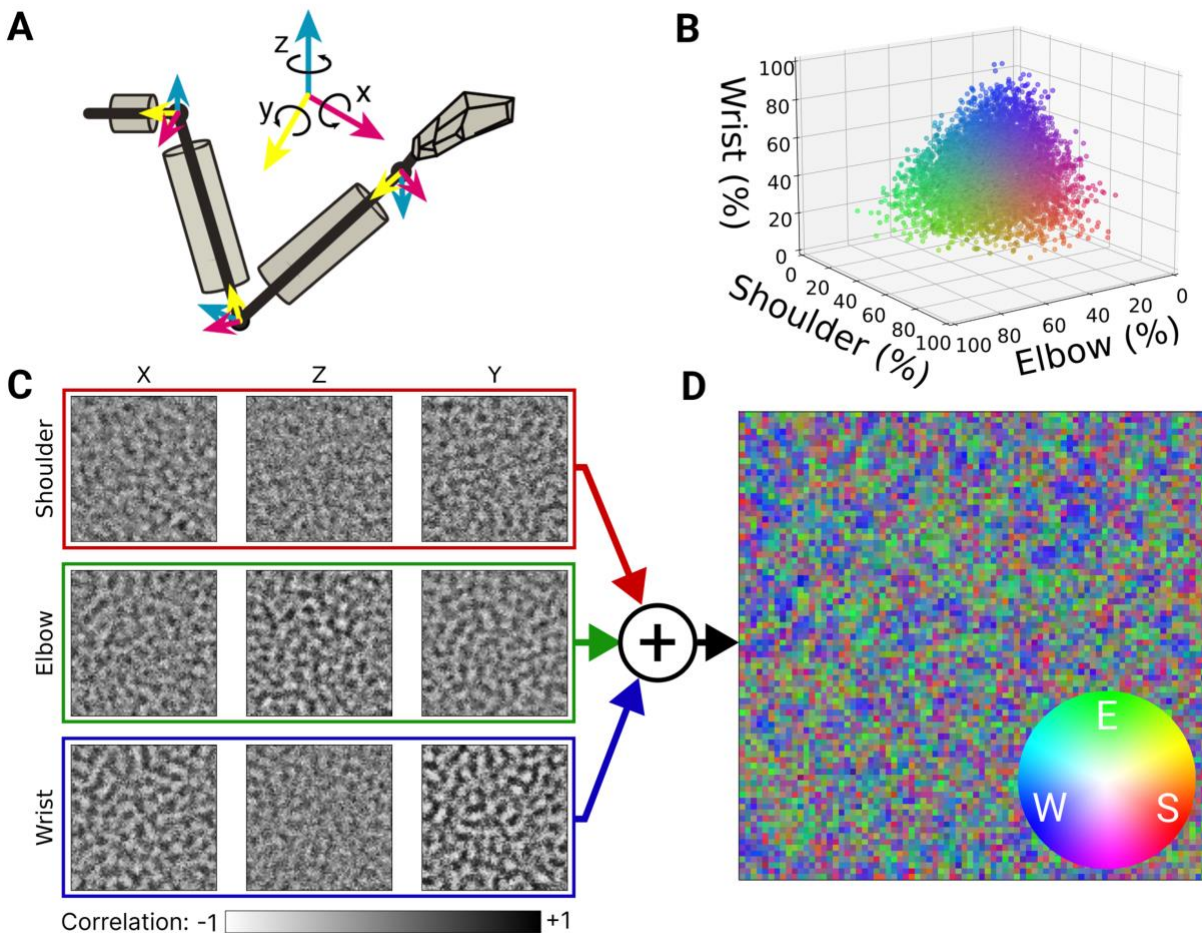 A
z
x
y
B
100
80
60
40
20
0
Wrist (%)
0
20
40
60
80
100
Shoulder (%)
100
80
60
40
20
0
Elbow (%)
C
X Z Y
Shoulder
Elbow
Wrist
+
Correlation: -1 +1
D
E
W S